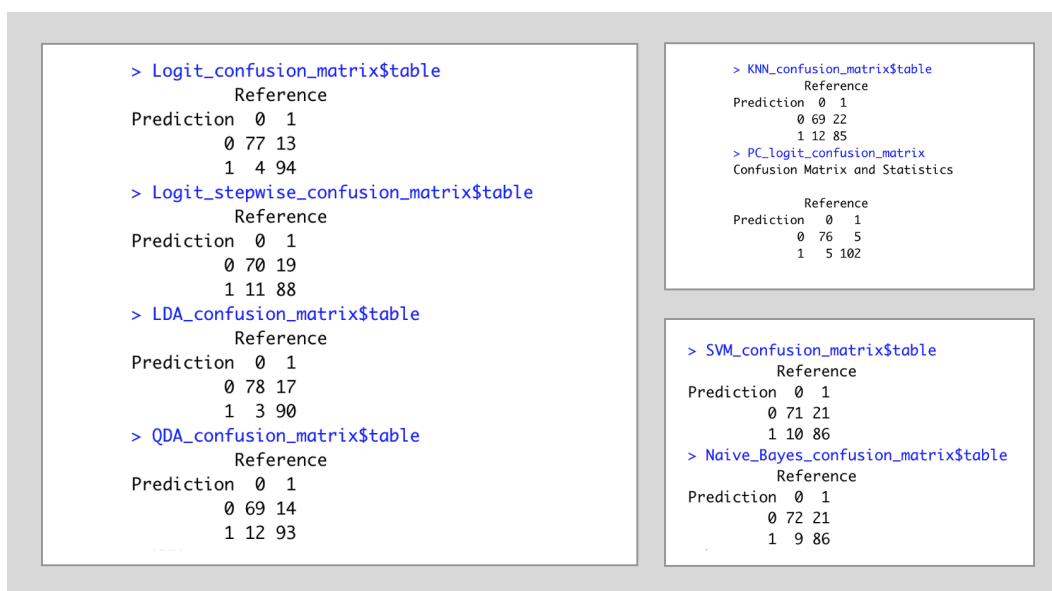 > Logit_confusion_matrix$table
Reference
Prediction 0 1
0 77 13
1 4 94
> Logit_stepwise_confusion_matrix$table
Reference
Prediction 0 1
0 70 19
1 11 88
> LDA_confusion_matrix$table
Reference
Prediction 0 1
0 78 17
1 3 90
> QDA_confusion_matrix$table
Reference
Prediction 0 1
0 69 14
1 12 93
> KNN_confusion_matrix$table
Reference
Prediction 0 1
0 69 22
1 12 85
> PC_logit_confusion_matrix
Confusion Matrix and Statistics
Reference
Prediction 0 1
0 76 5
1 5 102
> SVM_confusion_matrix$table
Reference
Prediction 0 1
0 71 21
1 10 86
> Naive_Bayes_confusion_matrix$table
Reference
Prediction 0 1
0 72 21
1 9 86